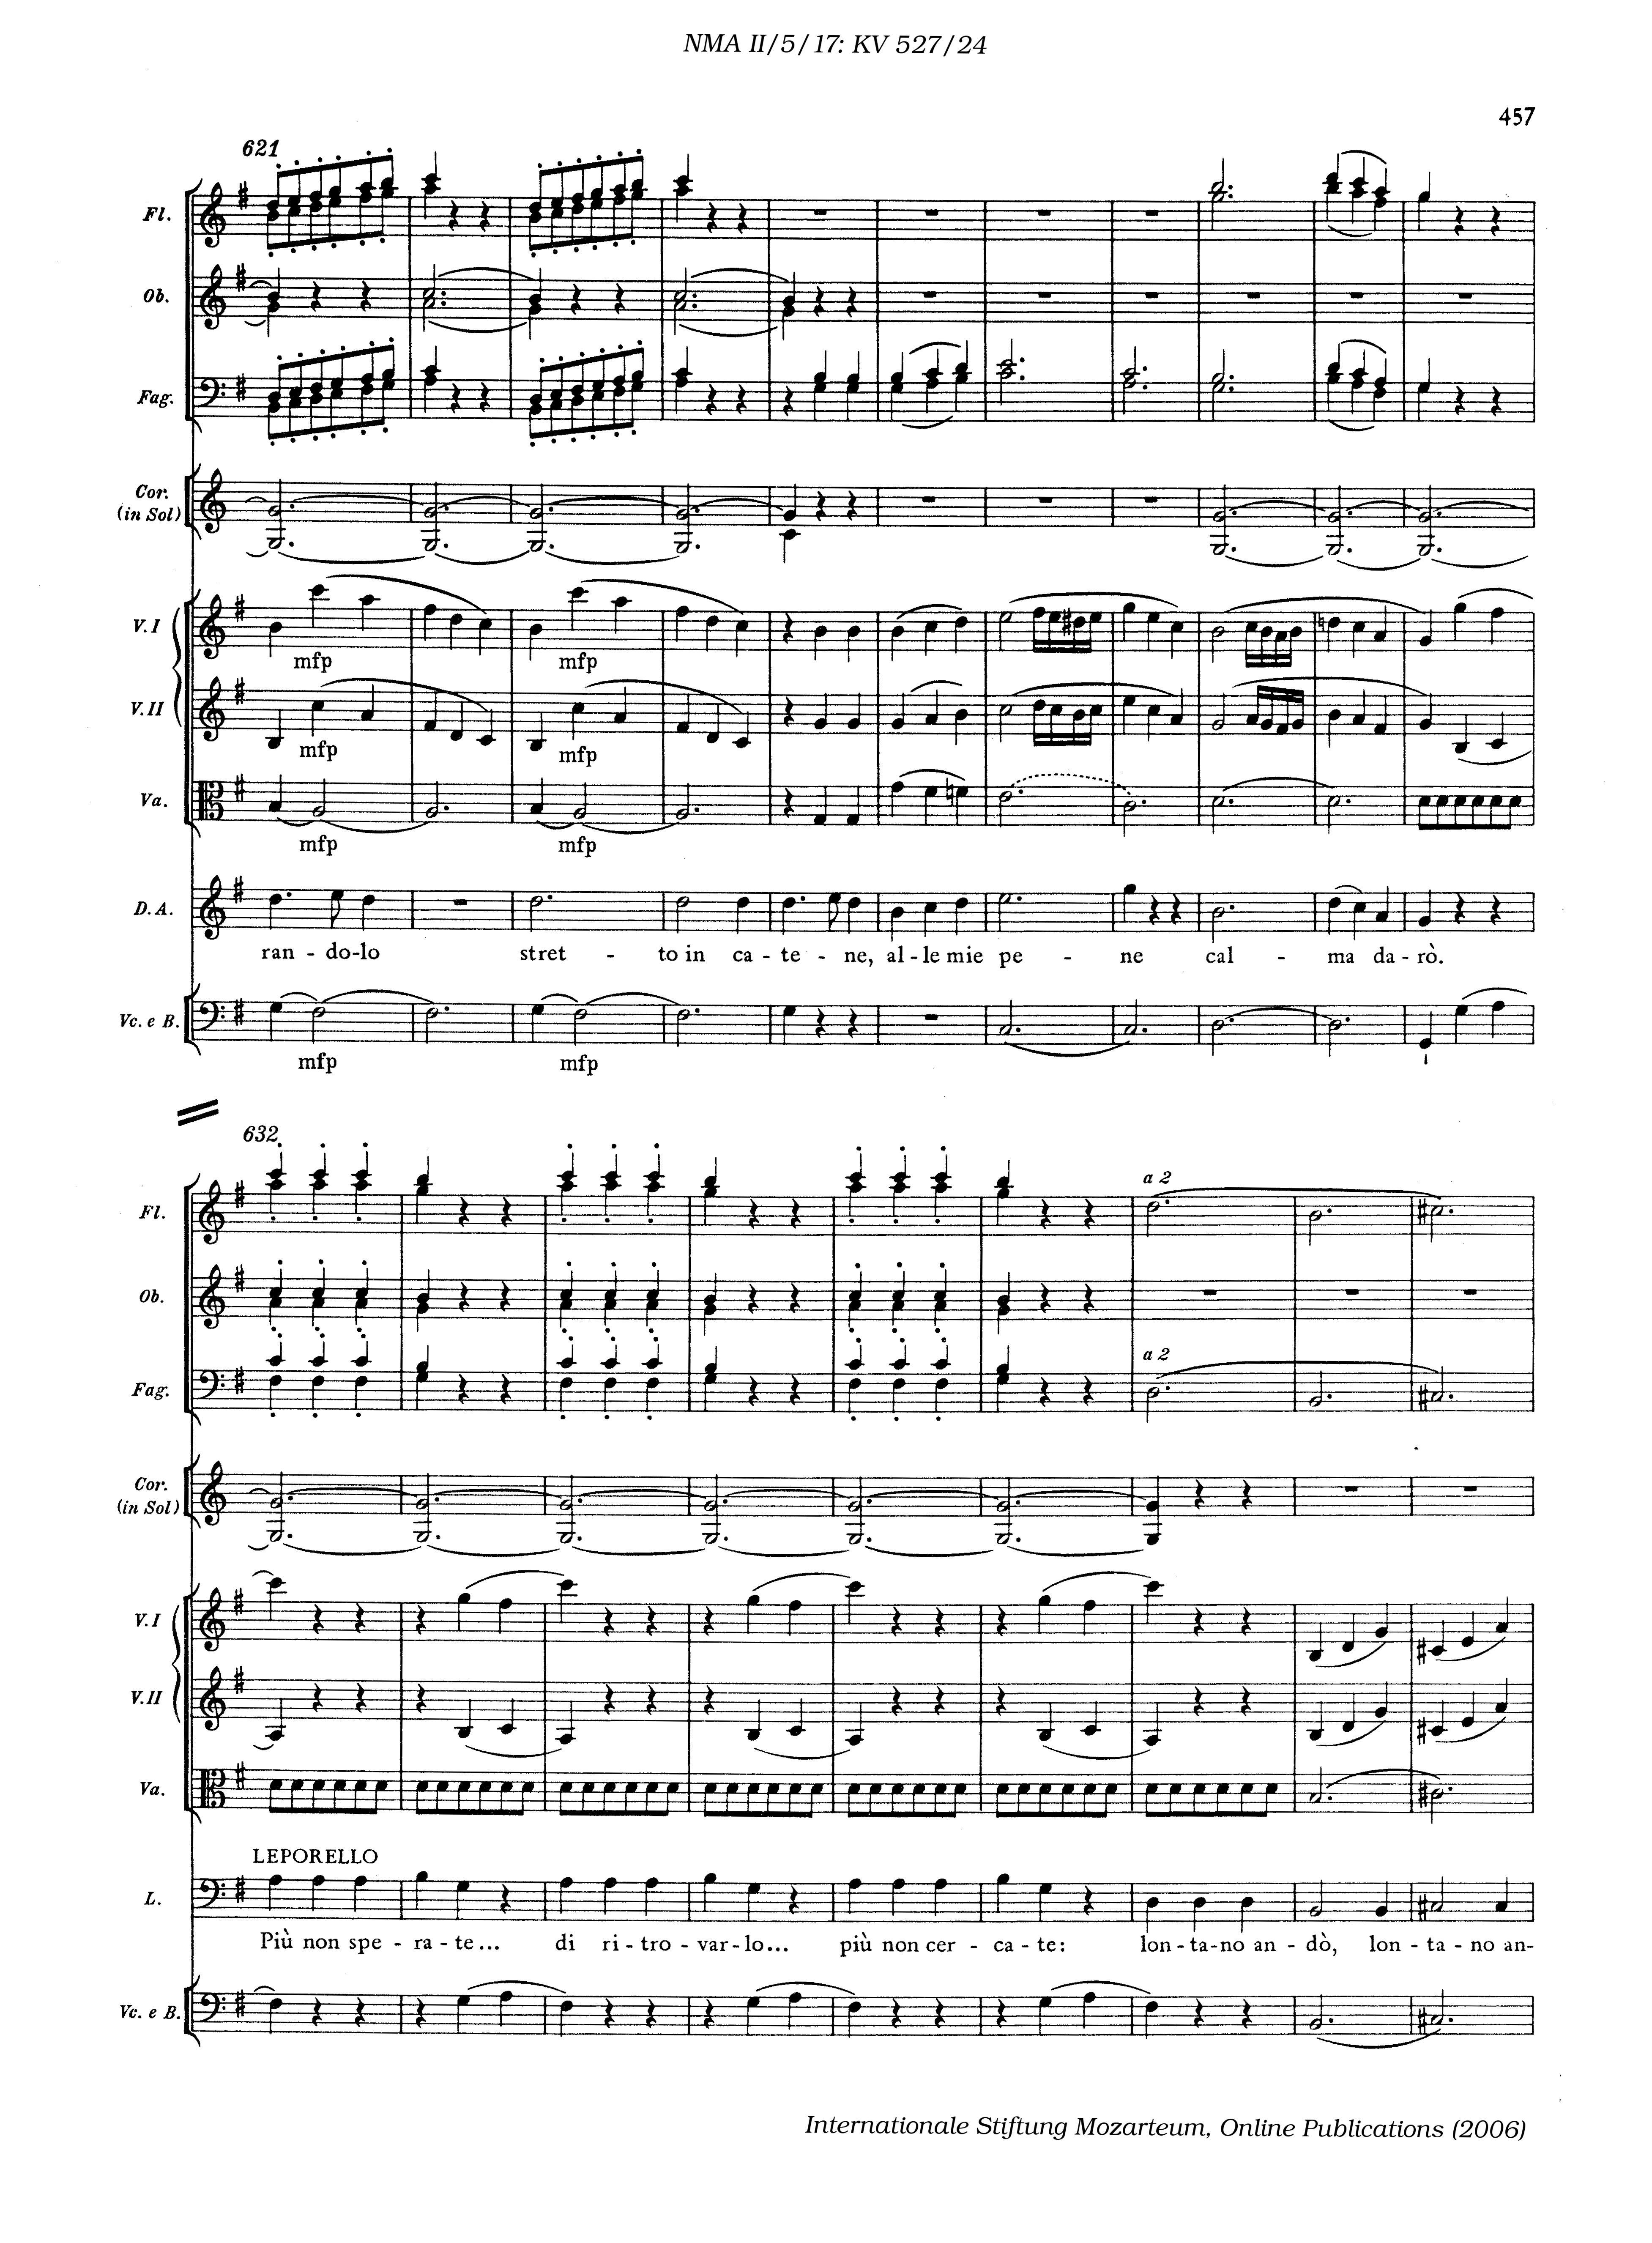 NMA II/5/17: KV 527/24
457
621
Fl.
Ob.
Fag.
Cor.
(in Sol)
V. I
mfp mfp
V. II
mfp mfp
Va.
mfp mfp
D. A.
ran - do-lo stret - to in ca - te - ne, al - le mie pe - ne cal - ma da - rò.
Vc. e B.
mfp mfp
632
Fl.
a 2
Ob.
Fag.
a 2
Cor.
(in Sol)
V. I
V. II
Va.
LEPORELLO
L.
Più non spe - ra - te... di ri - tro - var - lo... più non cer - ca - te: lon - ta - no an - dò, lon - ta - no an-
Vc. e B.
Internationale Stiftung Mozarteum, Online Publications (2006)